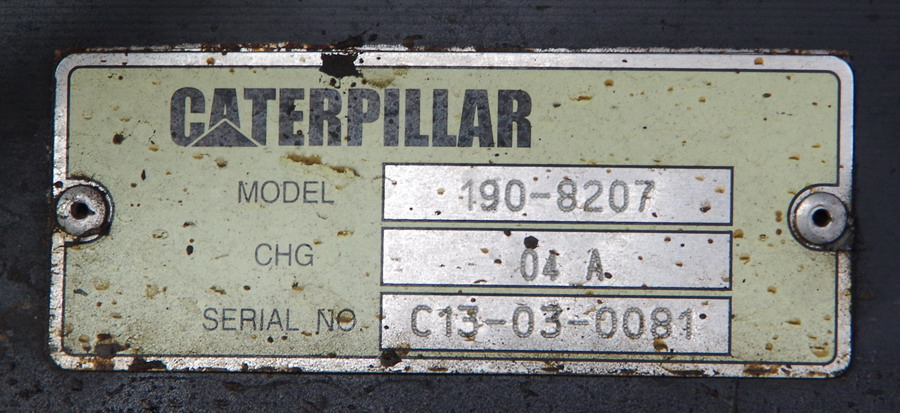 CATERPILLAR
MODEL 190-8207
CHG 04 A
SERIAL NO C13-03-0081